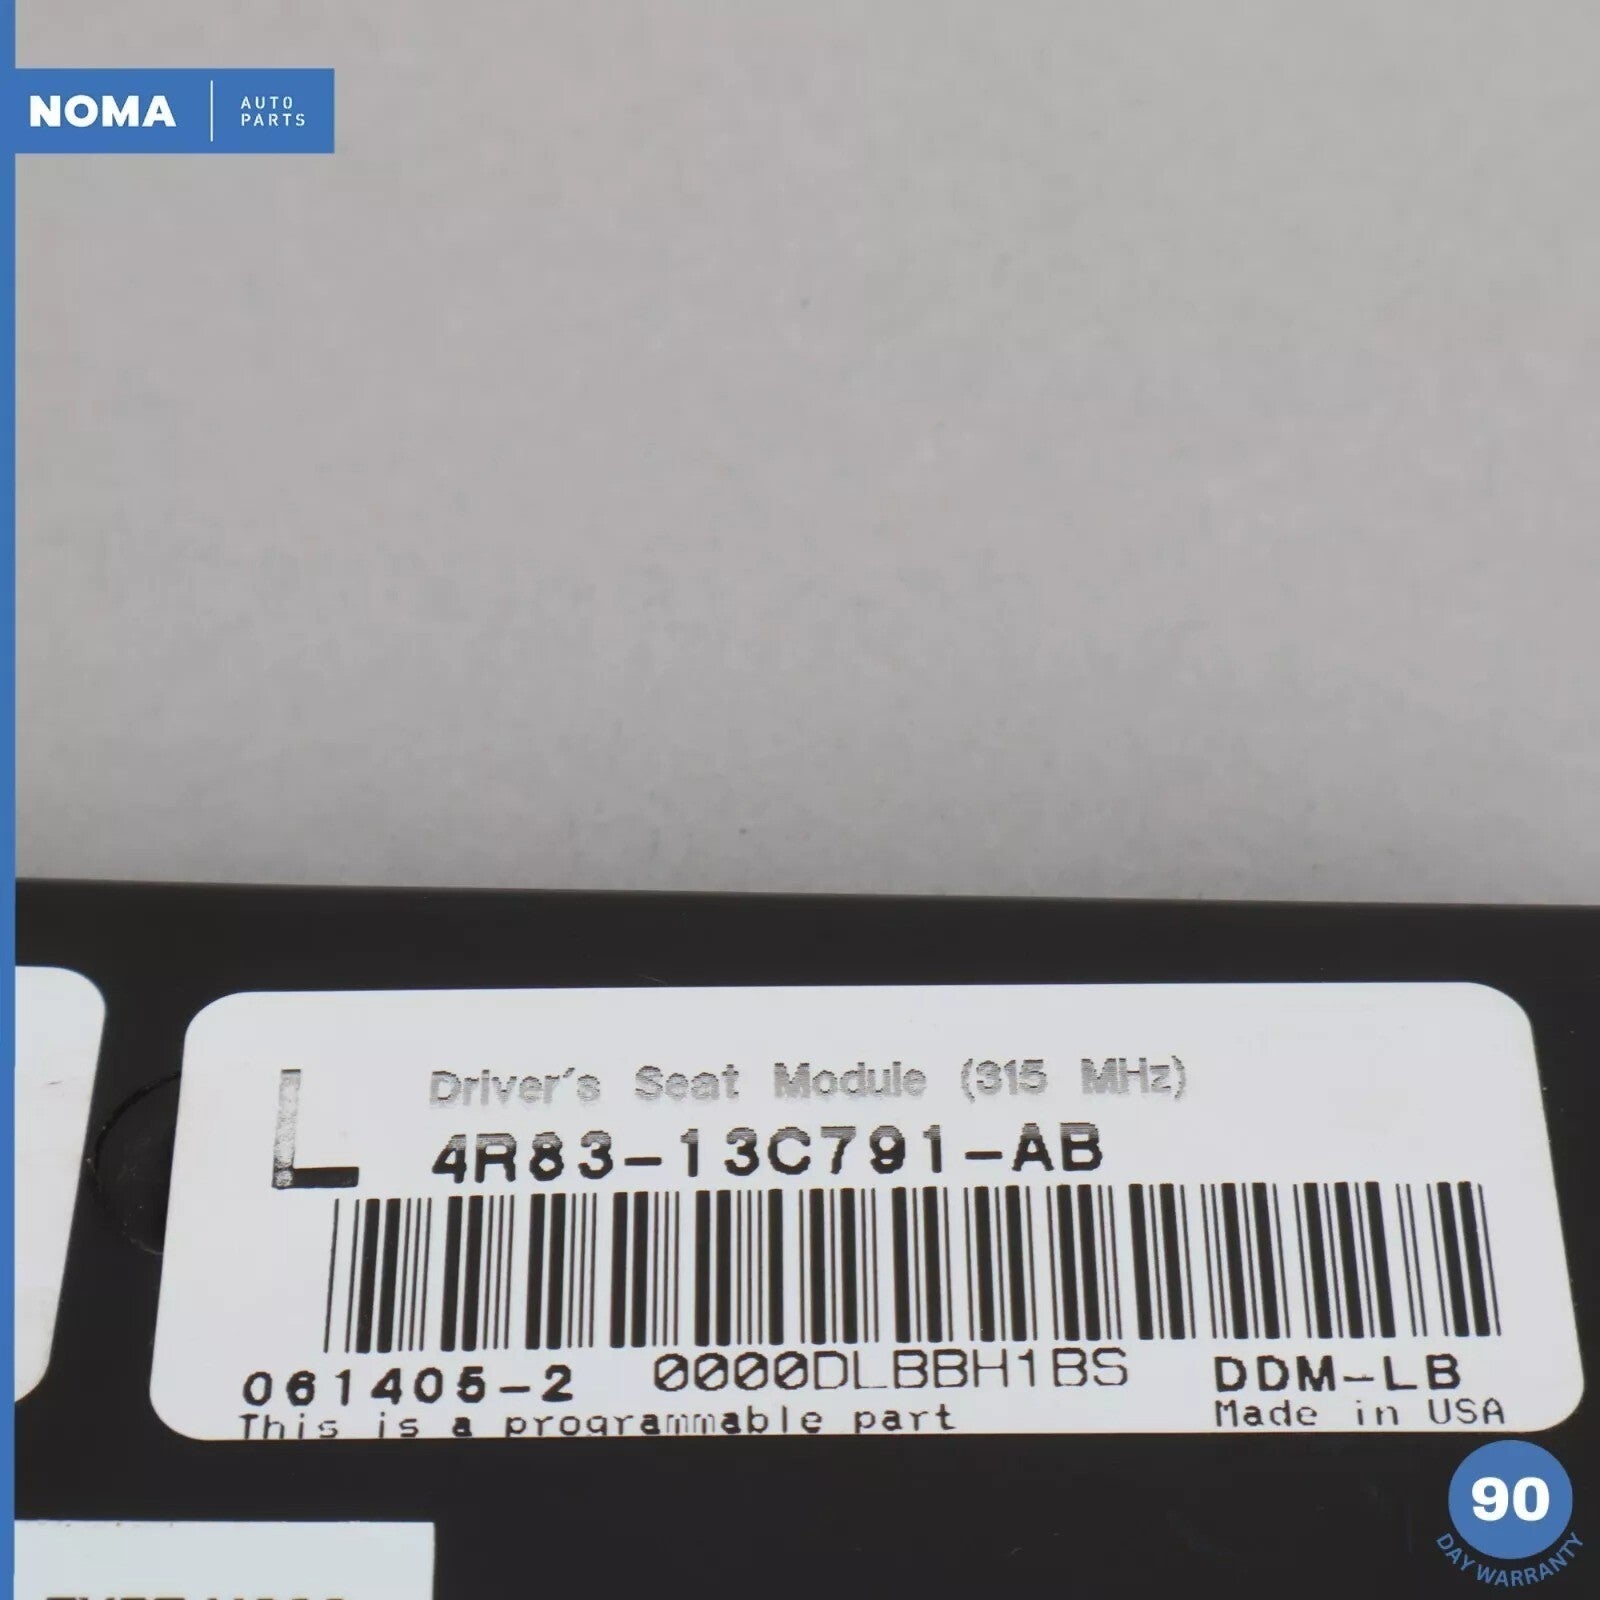 NOMA
AUTO
PARTS
L
Driver's Seat Module (315 MHz)
4R83-13C791-AB
061405-2 0000DLBBH1BS DDM-LB
This is a programmable part Made in USA
90
DAY WARRANTY